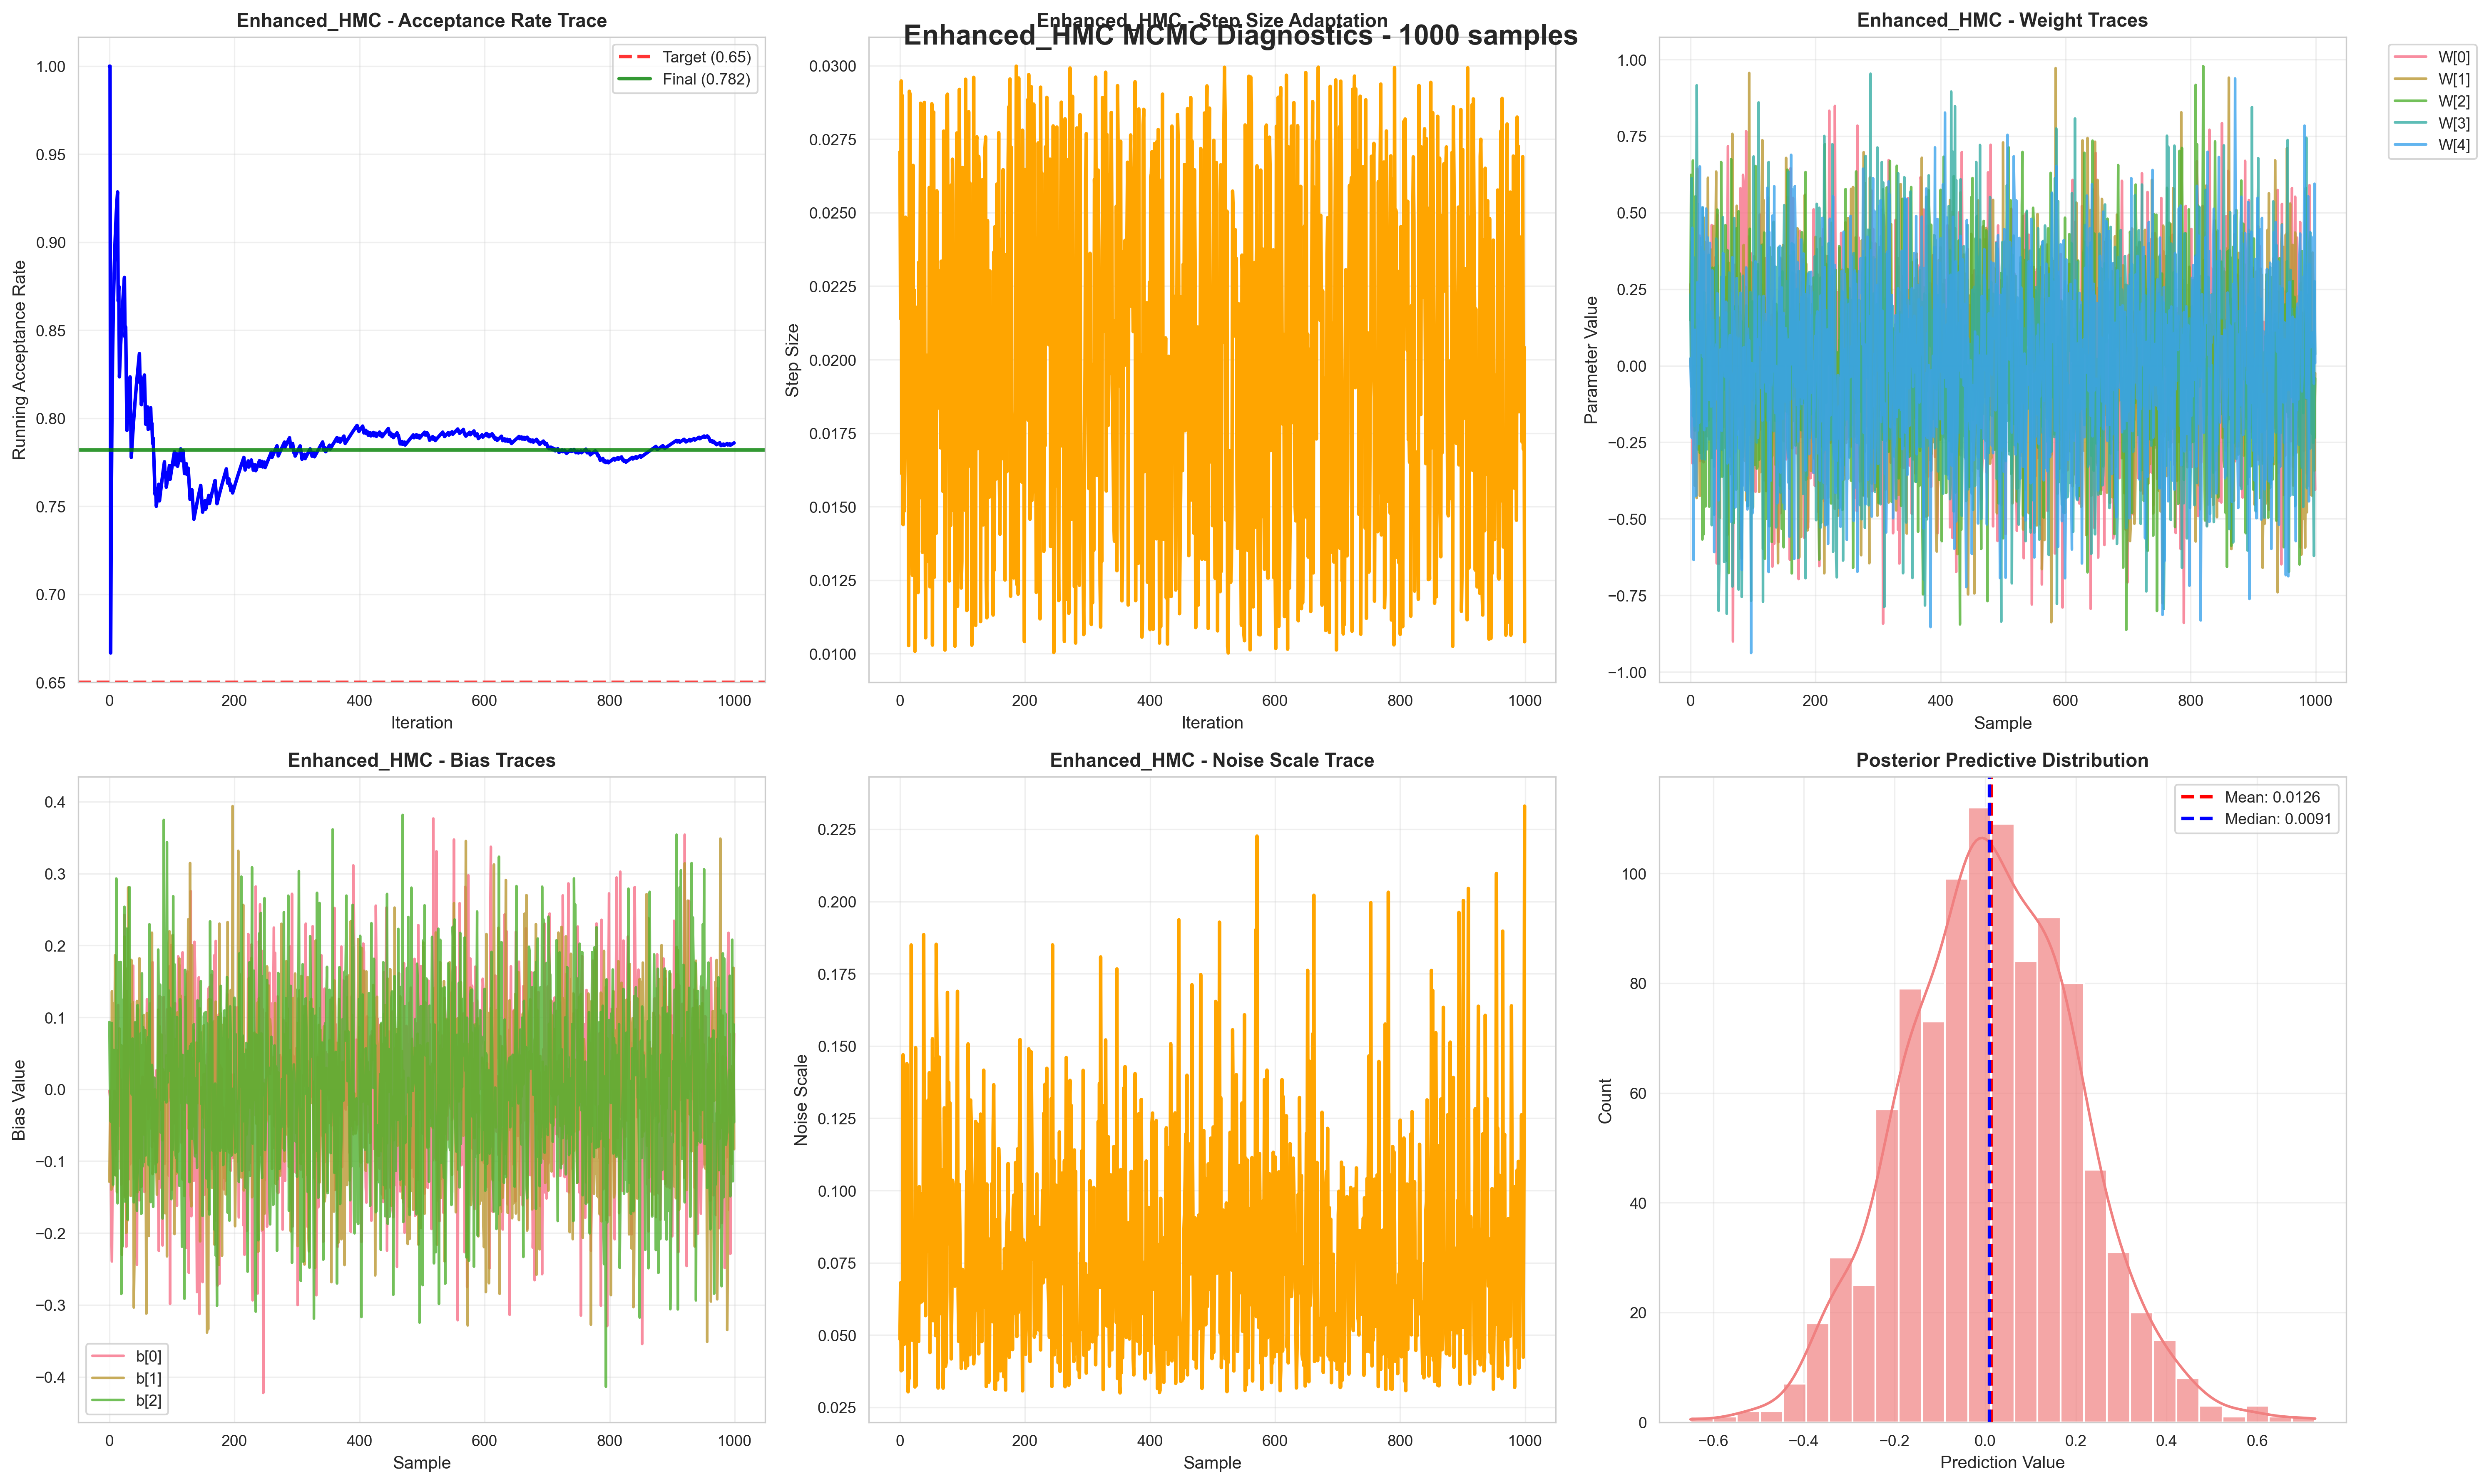 Enhanced_HMC MCMC Diagnostics - 1000 samples
Enhanced_HMC - Acceptance Rate Trace
Running Acceptance Rate
1.00
0.95
0.90
0.85
0.80
0.75
0.70
0.65
Target (0.65)
Final (0.782)
0 200 400 600 800 1000
Iteration
Enhanced_HMC - Step Size Adaptation
Step Size
0.0300
0.0275
0.0250
0.0225
0.0200
0.0175
0.0150
0.0125
0.0100
0 200 400 600 800 1000
Iteration
Enhanced_HMC - Weight Traces
Parameter Value
1.00
0.75
0.50
0.25
0.00
−0.25
−0.50
−0.75
−1.00
W[0]
W[1]
W[2]
W[3]
W[4]
0 200 400 600 800 1000
Sample
Enhanced_HMC - Bias Traces
Bias Value
0.4
0.3
0.2
0.1
0.0
−0.1
−0.2
−0.3
−0.4
b[0]
b[1]
b[2]
0 200 400 600 800 1000
Sample
Enhanced_HMC - Noise Scale Trace
Noise Scale
0.225
0.200
0.175
0.150
0.125
0.100
0.075
0.050
0.025
0 200 400 600 800 1000
Sample
Posterior Predictive Distribution
Count
100
80
60
40
20
0
Mean: 0.0126
Median: 0.0091
−0.6 −0.4 −0.2 0.0 0.2 0.4 0.6
Prediction Value